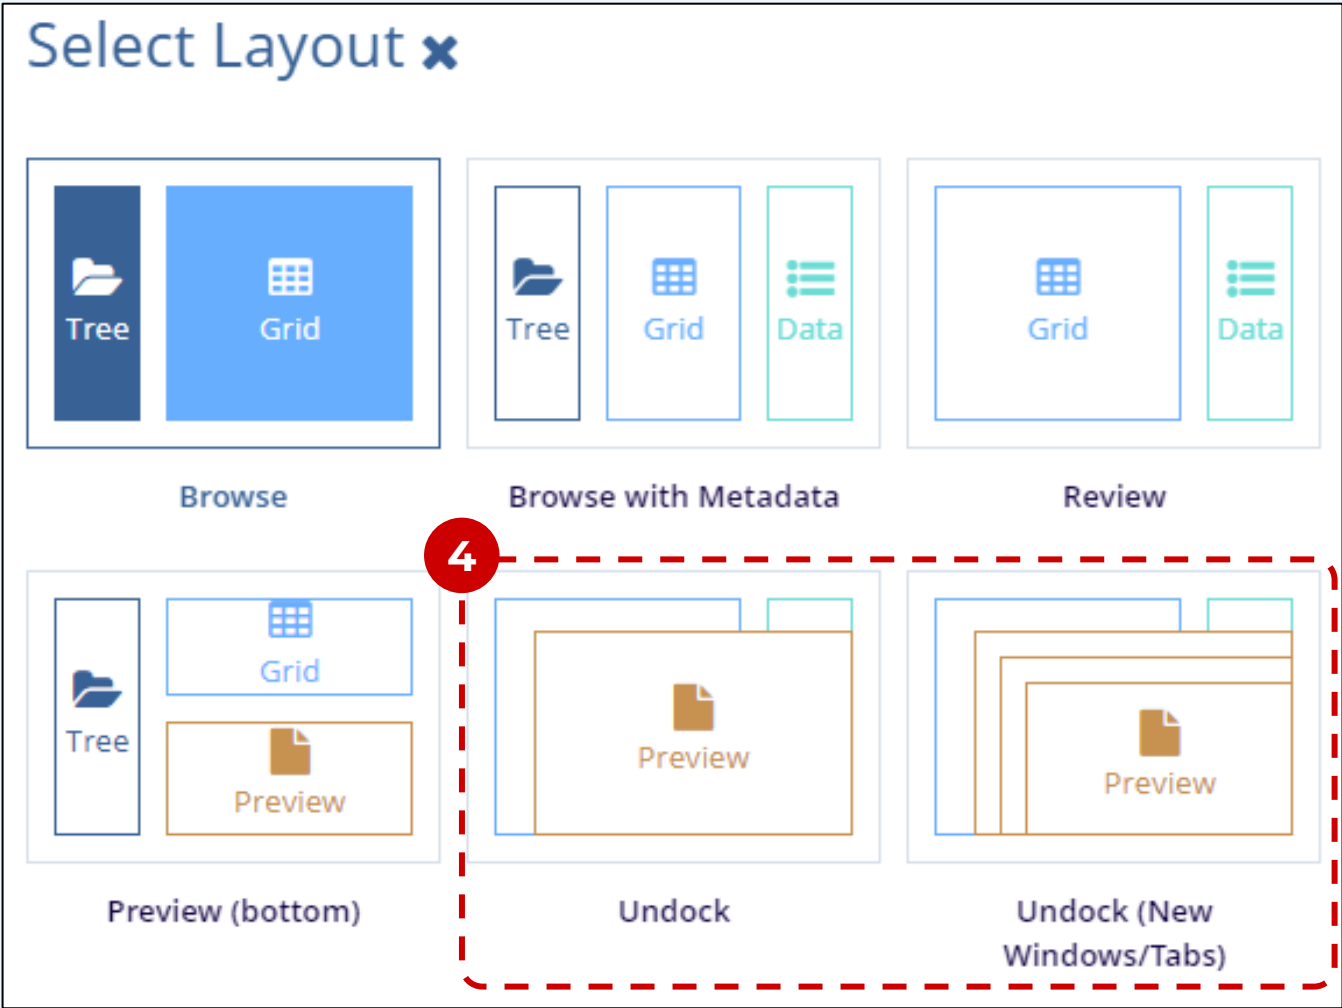 Select Layout
Tree
Grid
Tree
Grid
Data
Grid
Data
Browse
Browse with Metadata
Review
4
Tree
Grid
Preview
Preview
Preview
Preview (bottom)
Undock
Undock (New
Windows/Tabs)